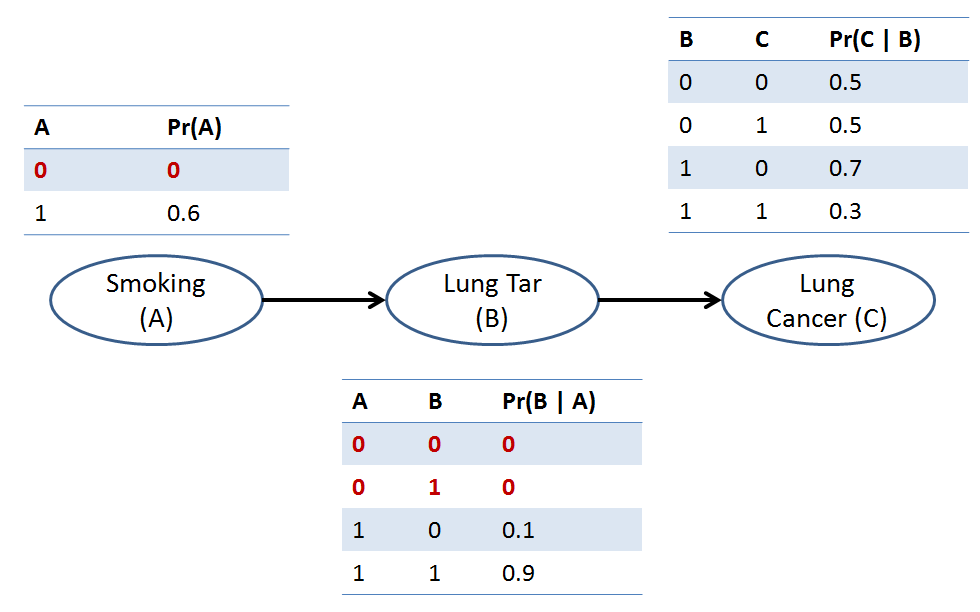 B C Pr(C | B)
0 0 0.5
0 1 0.5
1 0 0.7
1 1 0.3
A Pr(A)
0 0
1 0.6
Smoking
(A)
Lung Tar
(B)
Lung
Cancer (C)
A B Pr(B | A)
0 0 0
0 1 0
1 0 0.1
1 1 0.9